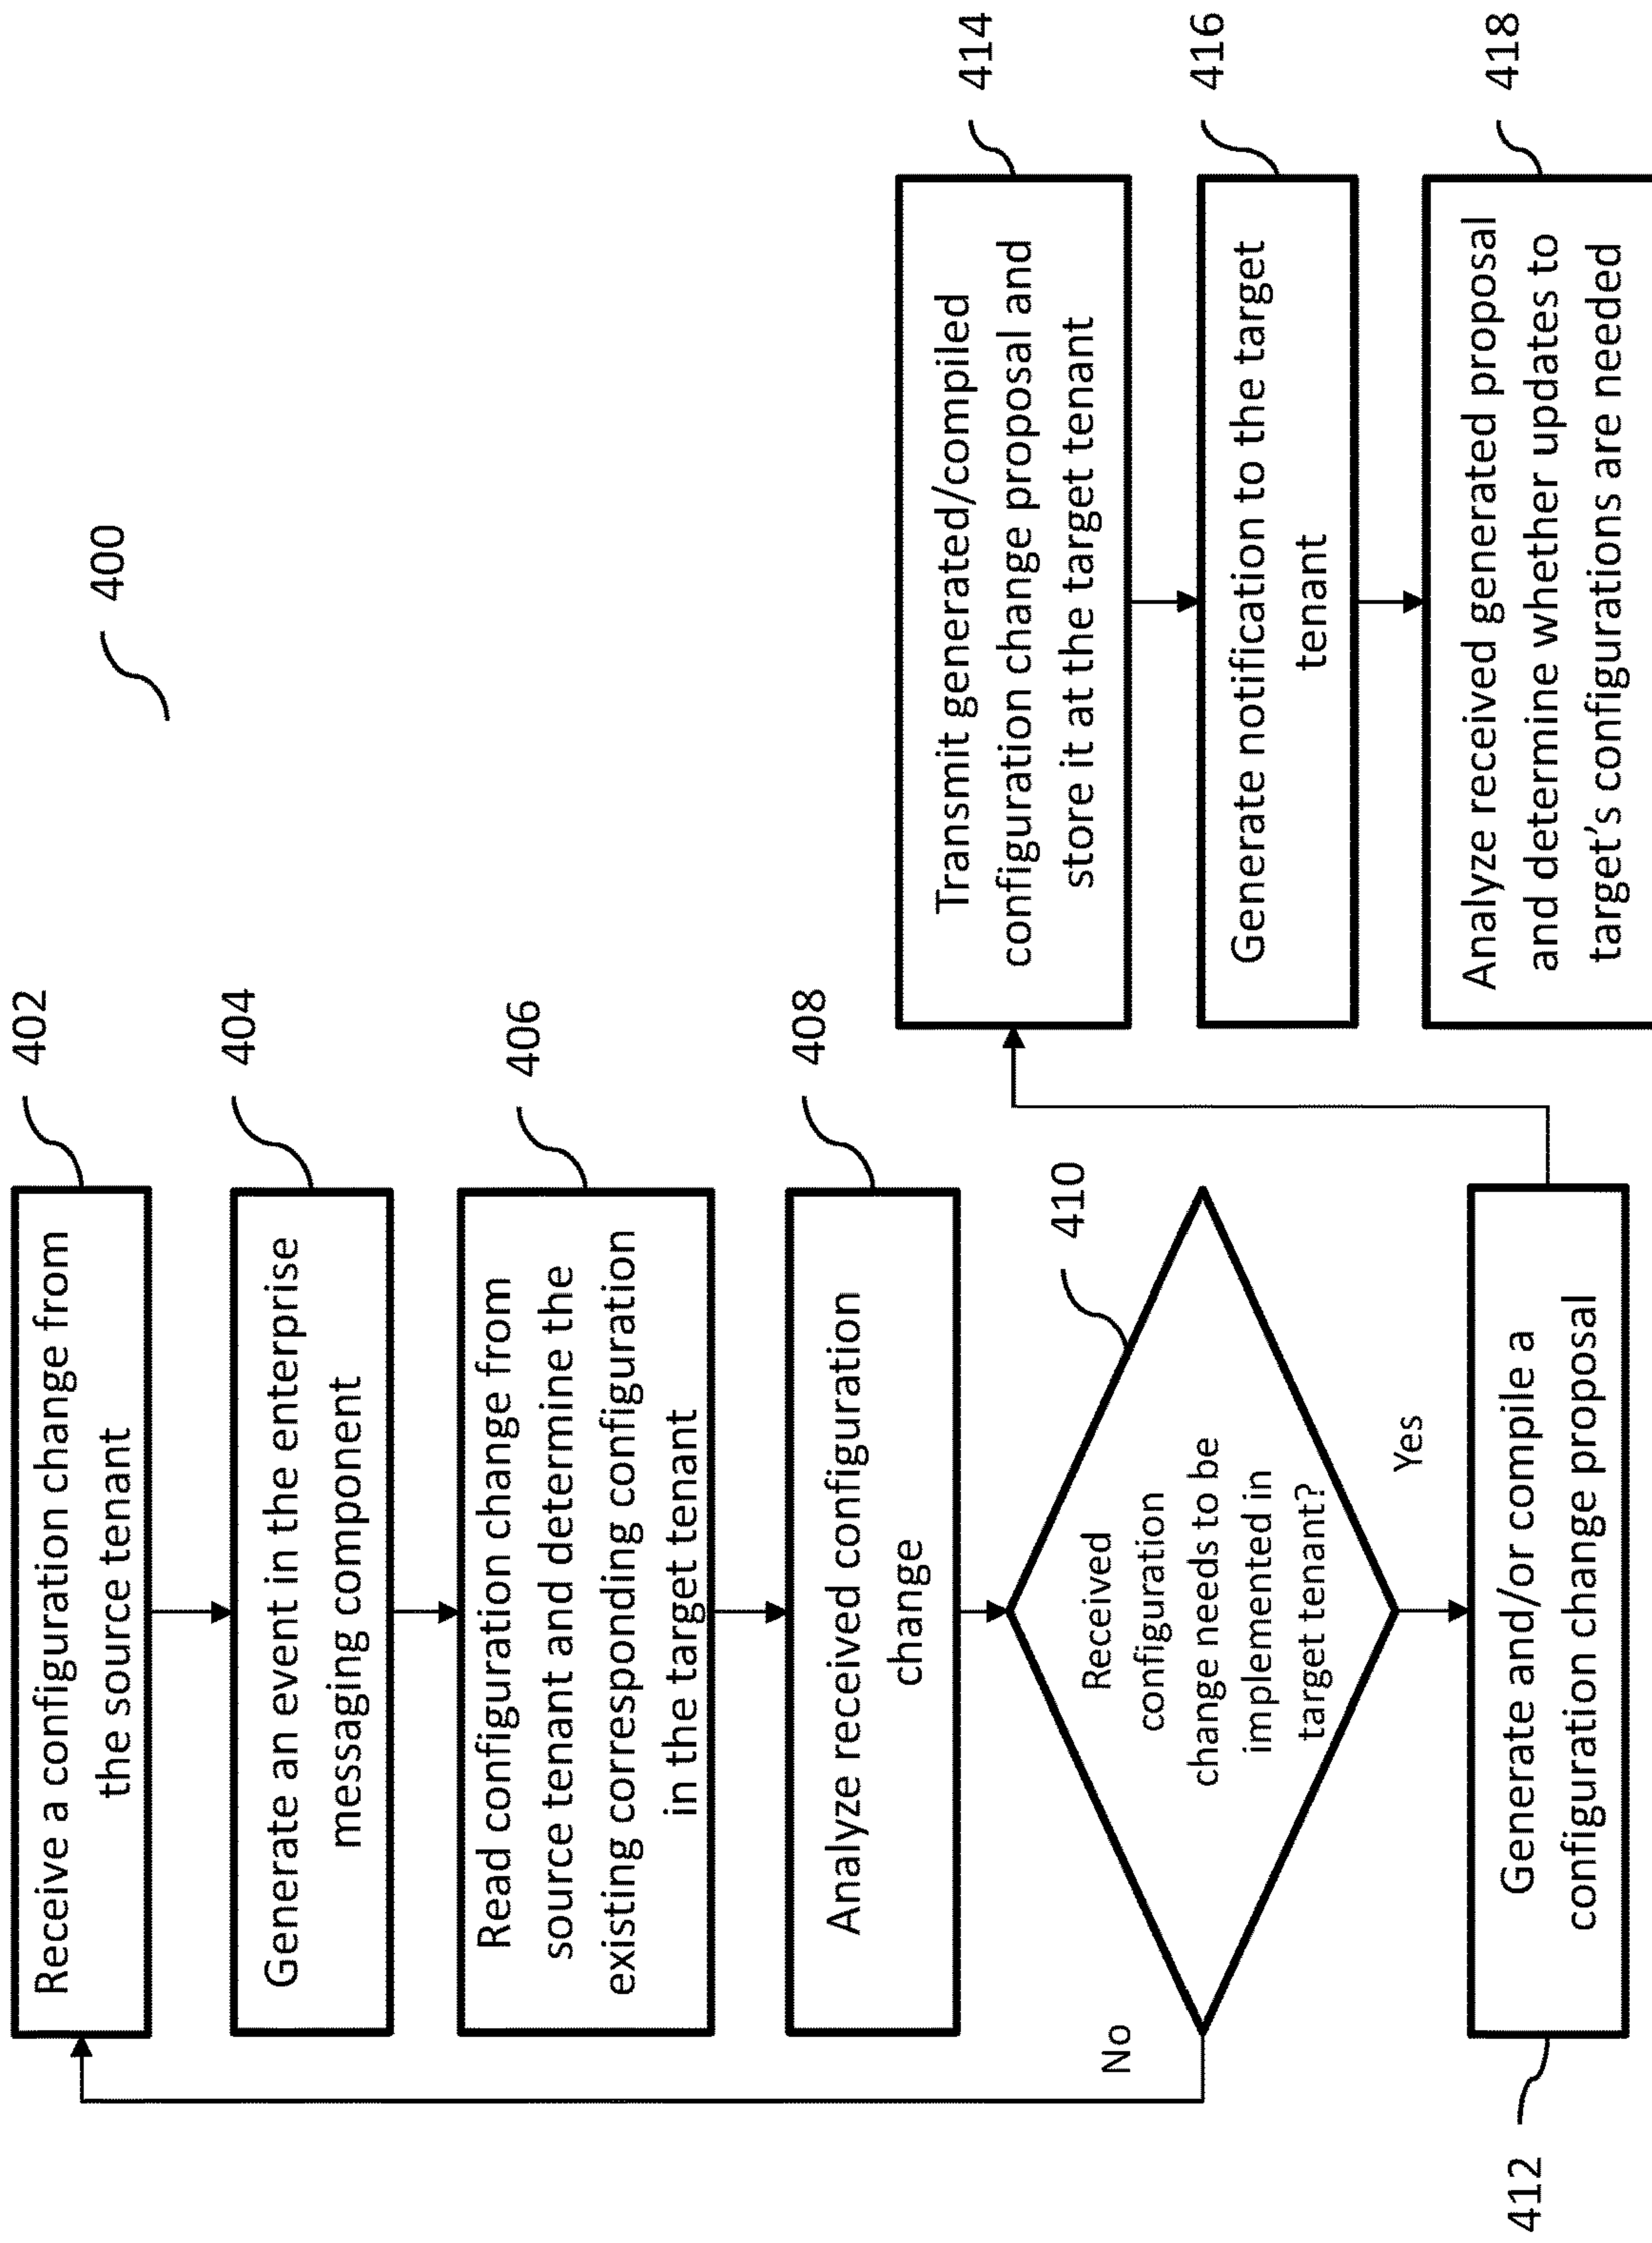 400
402
Receive a configuration change from
the source tenant
404
Generate an event in the enterprise
messaging component
406
Read configuration change from
source tenant and determine the
existing corresponding configuration
in the target tenant
408
Analyze received configuration
change
410
Received
configuration
change needs to be
implemented in
target tenant?
No
Yes
412
Generate and/or compile a
configuration change proposal
414
Transmit generated/compiled
configuration change proposal and
store it at the target tenant
416
Generate notification to the target
tenant
418
Analyze received generated proposal
and determine whether updates to
target’s configurations are needed